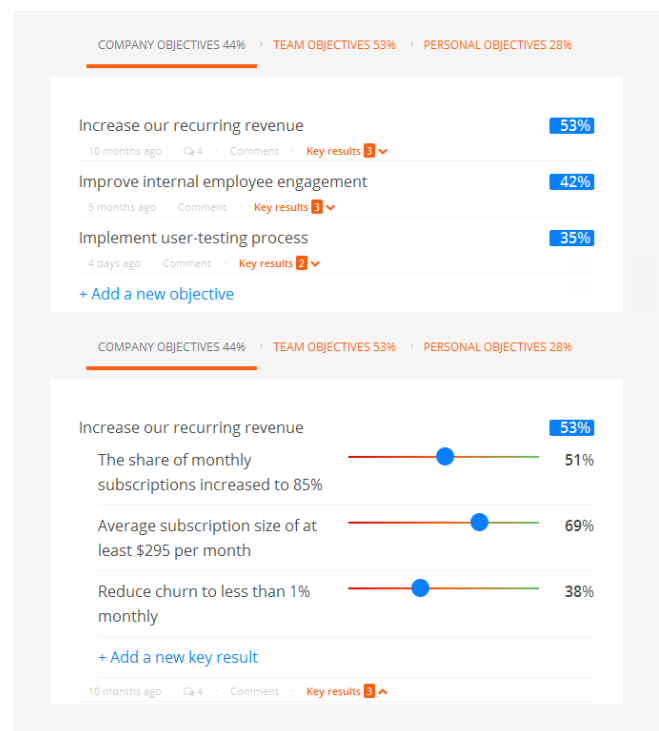 COMPANY OBJECTIVES 44% TEAM OBJECTIVES 53% PERSONAL OBJECTIVES 28%
Increase our recurring revenue 53%
10 months ago 4 · Comment · Key results 3
Improve internal employee engagement 42%
5 months ago Comment · Key results 3
Implement user-testing process 35%
4 days ago Comment · Key results 2
+ Add a new objective
COMPANY OBJECTIVES 44% TEAM OBJECTIVES 53% PERSONAL OBJECTIVES 28%
Increase our recurring revenue 53%
The share of monthly 51%
subscriptions increased to 85%
Average subscription size of at 69%
least $295 per month
Reduce churn to less than 1% 38%
monthly
+ Add a new key result
10 months ago 4 · Comment · Key results 3